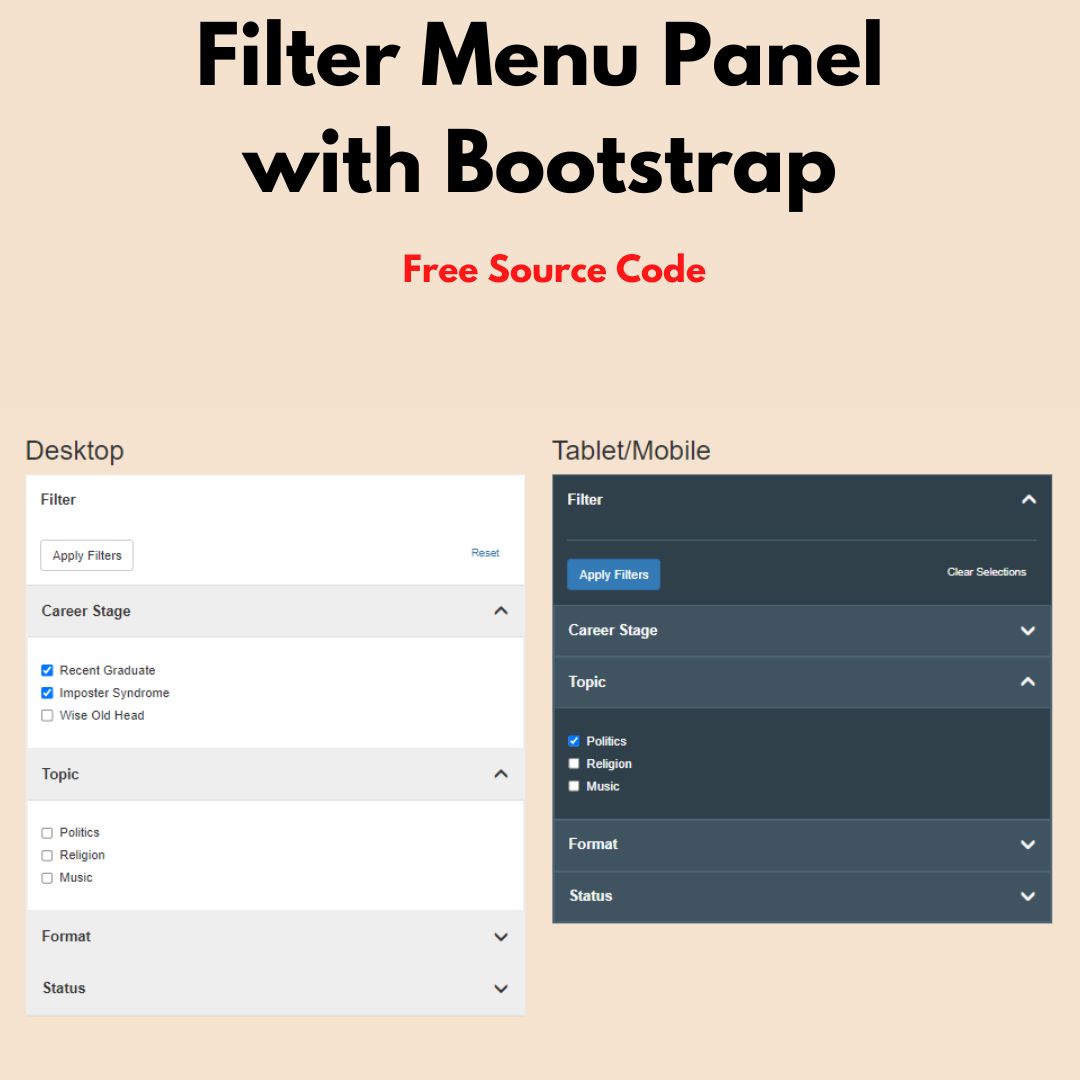 Filter Menu Panel
with Bootstrap
Free Source Code
Desktop
Filter
Apply Filters
Reset
Career Stage
Recent Graduate
Imposter Syndrome
Wise Old Head
Topic
Politics
Religion
Music
Format
Status
Tablet/Mobile
Filter
Apply Filters
Clear Selections
Career Stage
Topic
Politics
Religion
Music
Format
Status